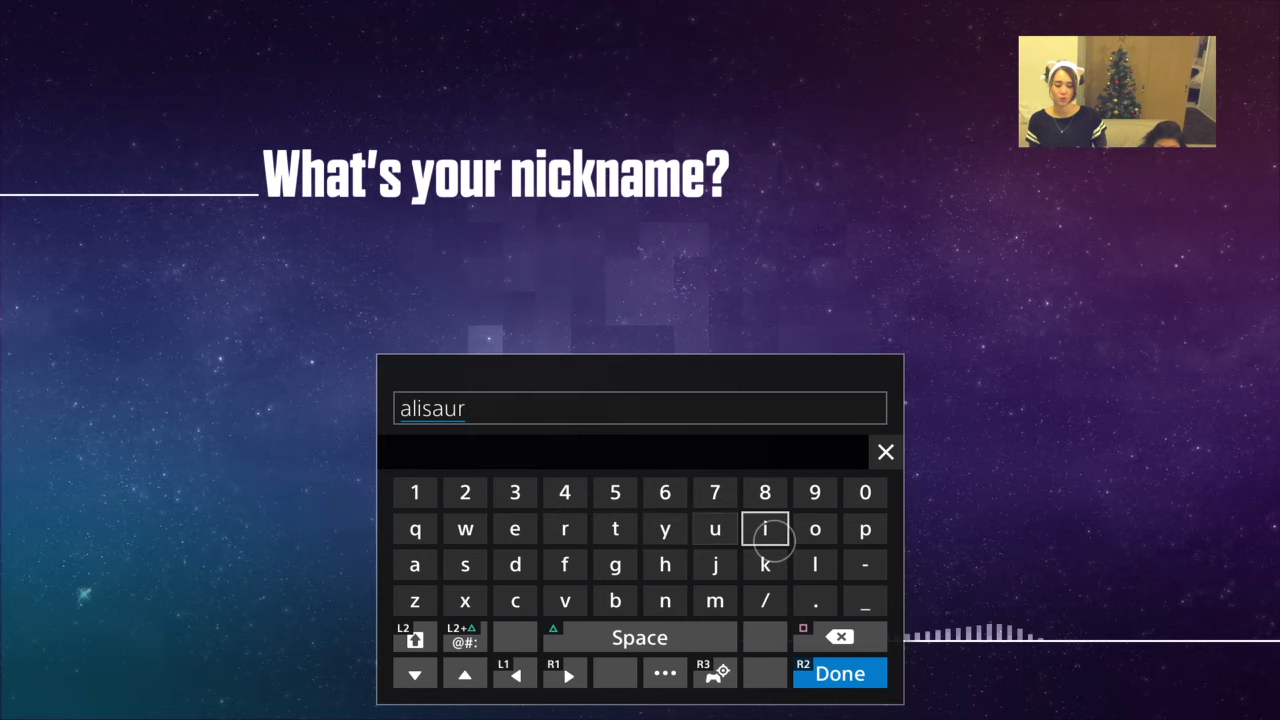 What's your nickname?
alisaur
1 2 3 4 5 6 7 8 9 0
q w e r t y u i o p
a s d f g h j k l -
z x c v b n m / . _
L2 L2+△ @#: △ Space
L1 R1 ... R3 R2 Done